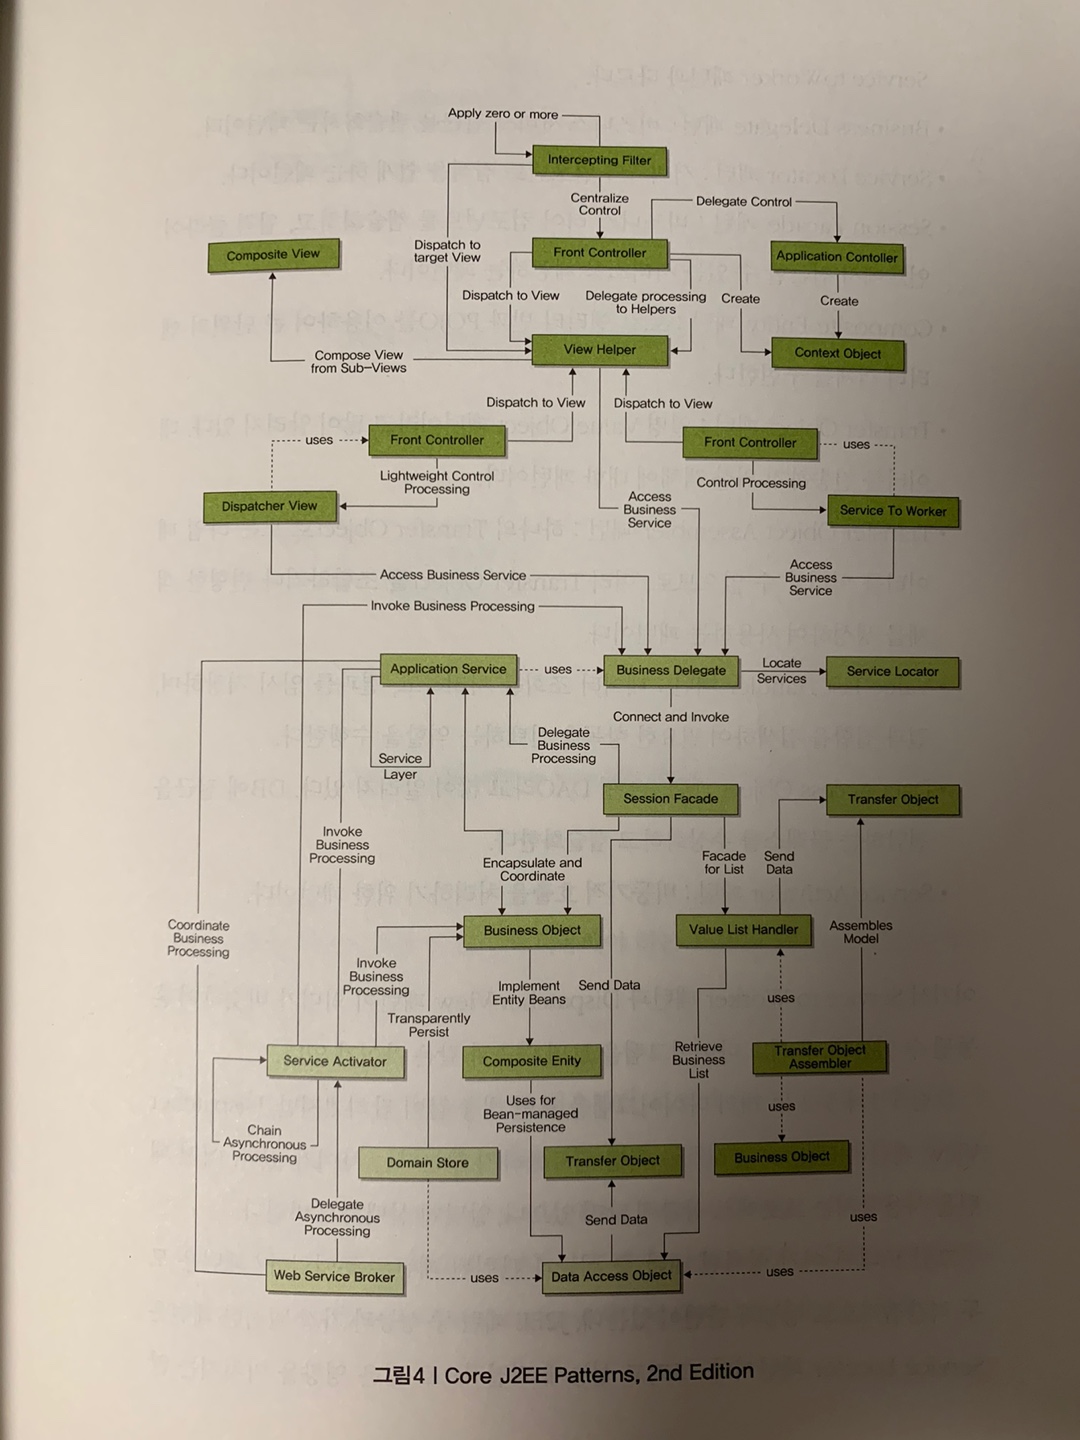 Apply zero or more
Intercepting Filter
Centralize
Control
Delegate Control
Composite View
Dispatch to
target View
Front Controller
Application Contoller
Dispatch to View
Delegate processing
to Helpers
Create
Create
View Helper
Context Object
Compose View
from Sub-Views
Dispatch to View
Dispatch to View
uses
Front Controller
Front Controller
uses
Lightweight Control
Processing
Control Processing
Dispatcher View
Access
Business
Service
Service To Worker
Access Business Service
Access
Business
Service
Invoke Business Processing
Application Service
uses
Business Delegate
Locate
Services
Service Locator
Connect and Invoke
Service
Layer
Delegate
Business
Processing
Session Facade
Transfer Object
Invoke
Business
Processing
Encapsulate and
Coordinate
Facade
for List
Send
Data
Coordinate
Business
Processing
Business Object
Value List Handler
Assembles
Model
Invoke
Business
Processing
Implement
Entity Beans
Send Data
uses
Transparently
Persist
Service Activator
Composite Enity
Retrieve
Business
List
Transfer Object
Assembler
Uses for
Bean-managed
Persistence
uses
Chain
Asynchronous
Processing
Domain Store
Transfer Object
Business Object
Delegate
Asynchronous
Processing
Send Data
uses
Web Service Broker
uses
Data Access Object
uses
그림4 | Core J2EE Patterns, 2nd Edition